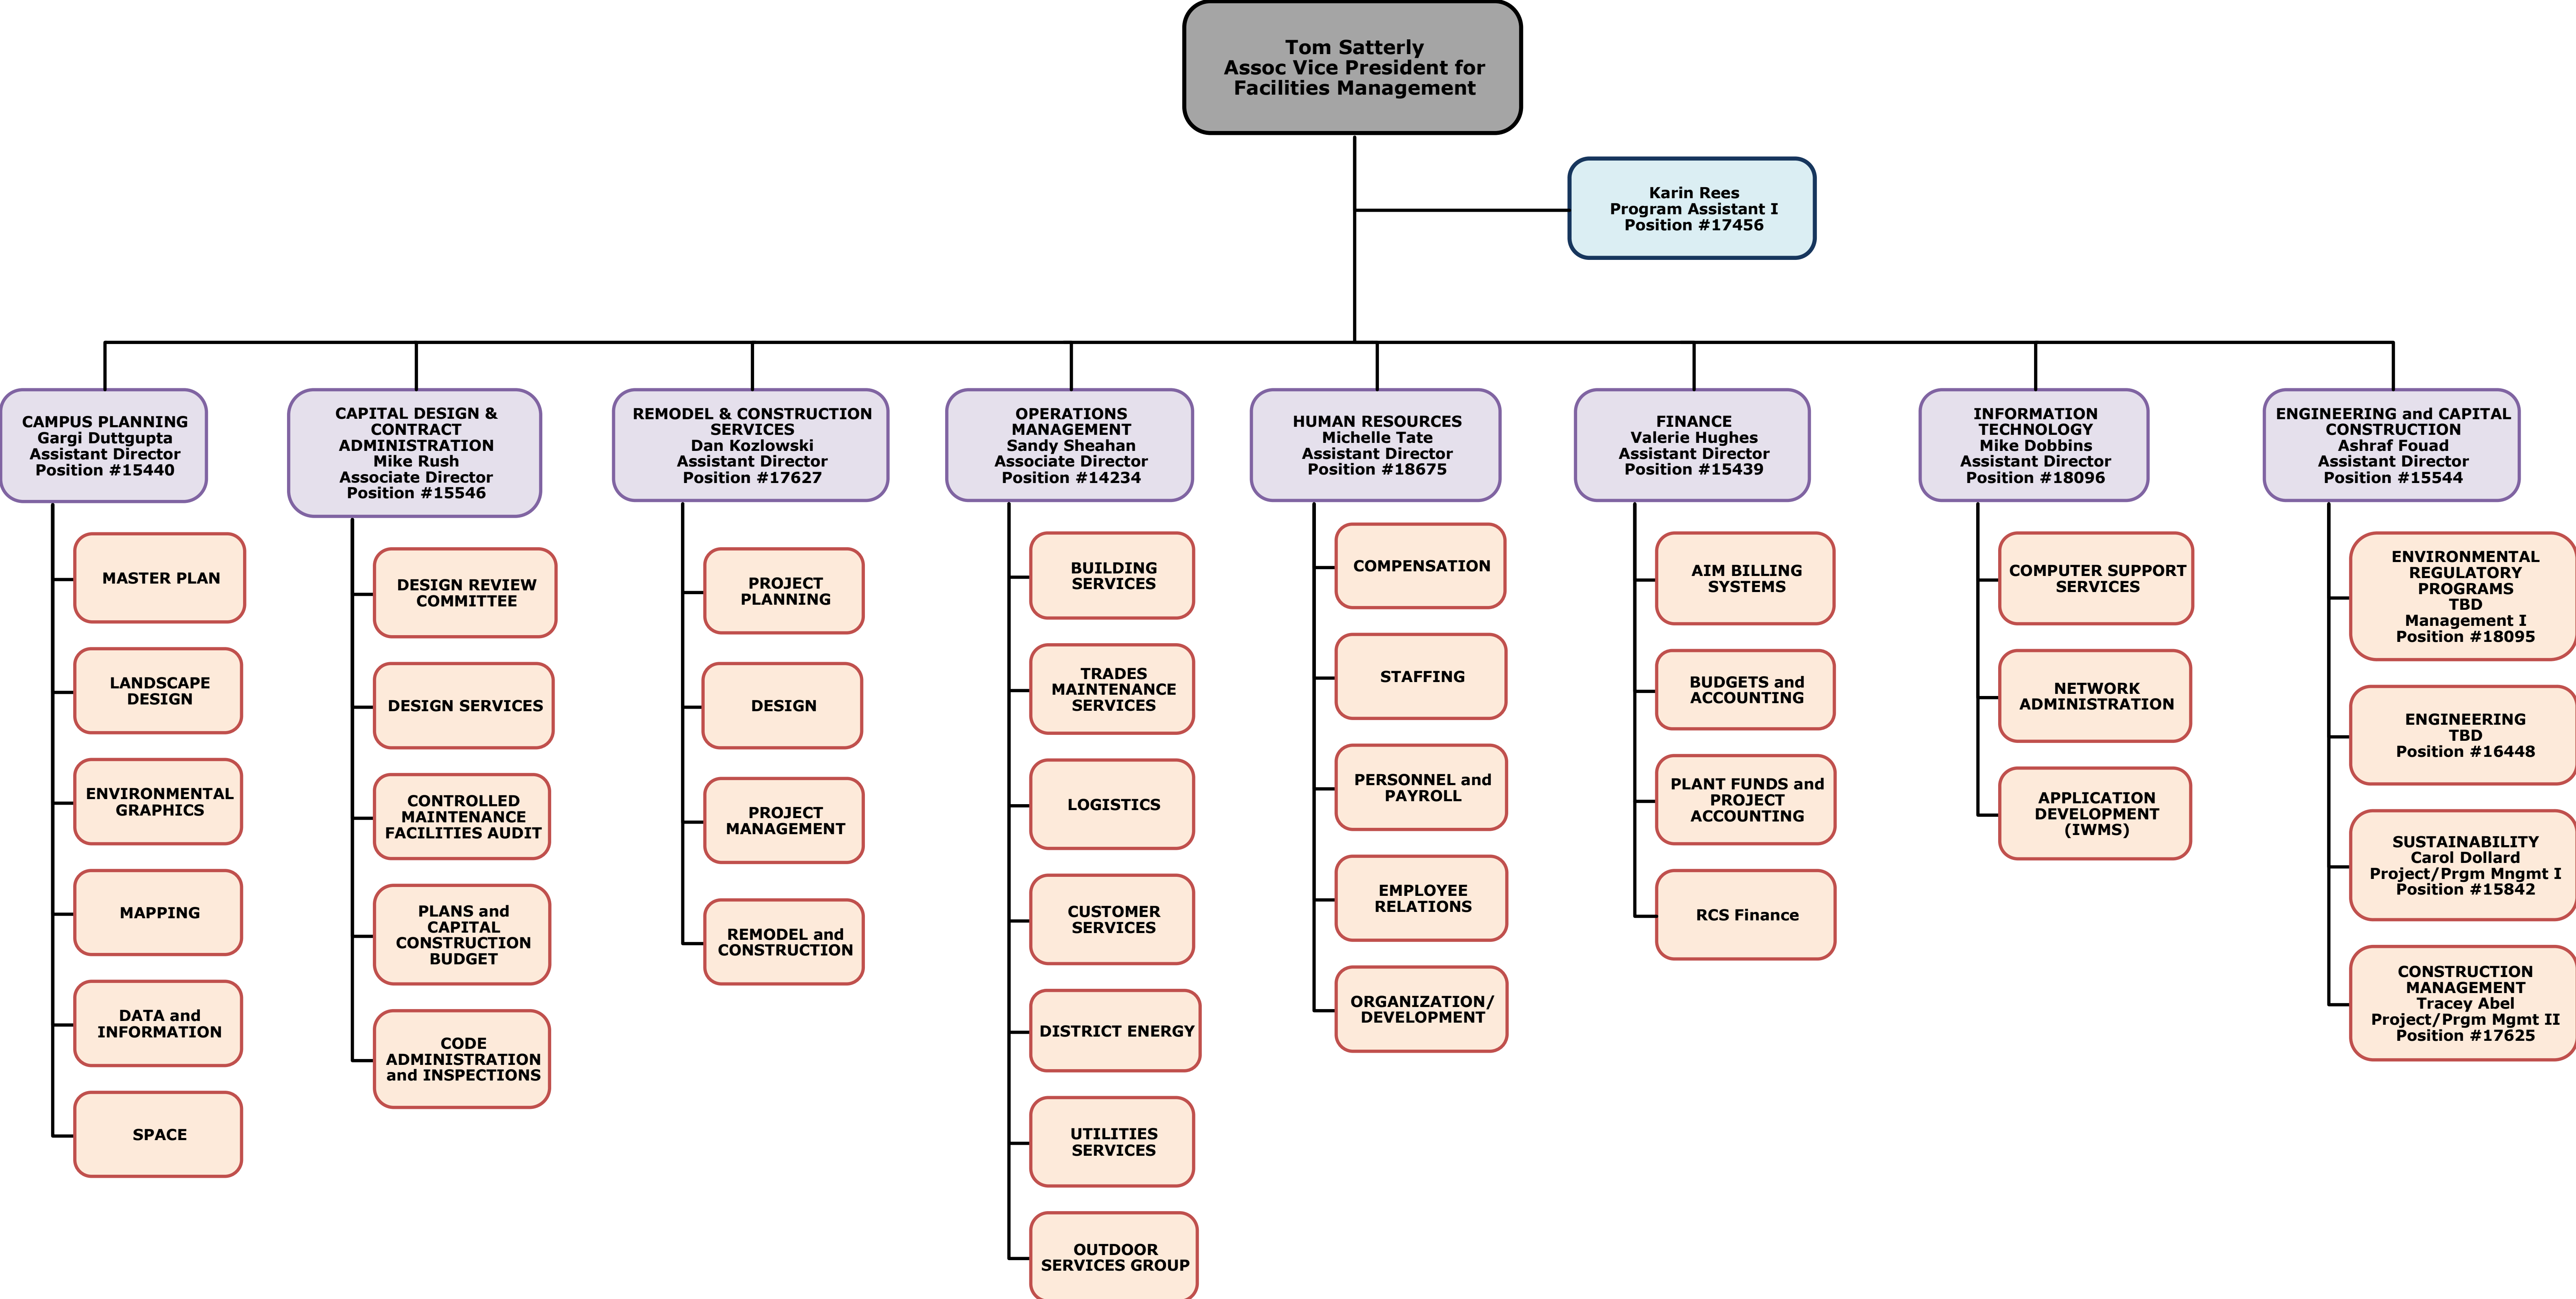 Tom Satterly
Assoc Vice President for
Facilities Management
Karin Rees
Program Assistant I
Position #17456
CAMPUS PLANNING
Gargi Duttgupta
Assistant Director
Position #15440
MASTER PLAN
LANDSCAPE
DESIGN
ENVIRONMENTAL
GRAPHICS
MAPPING
DATA and
INFORMATION
SPACE
CAPITAL DESIGN &
CONTRACT
ADMINISTRATION
Mike Rush
Associate Director
Position #15546
DESIGN REVIEW
COMMITTEE
DESIGN SERVICES
CONTROLLED
MAINTENANCE
FACILITIES AUDIT
PLANS and
CAPITAL
CONSTRUCTION
BUDGET
CODE
ADMINISTRATION
and INSPECTIONS
REMODEL & CONSTRUCTION
SERVICES
Dan Kozlowski
Assistant Director
Position #17627
PROJECT
PLANNING
DESIGN
PROJECT
MANAGEMENT
REMODEL and
CONSTRUCTION
OPERATIONS
MANAGEMENT
Sandy Sheahan
Associate Director
Position #14234
BUILDING
SERVICES
TRADES
MAINTENANCE
SERVICES
LOGISTICS
CUSTOMER
SERVICES
DISTRICT ENERGY
UTILITIES
SERVICES
OUTDOOR
SERVICES GROUP
HUMAN RESOURCES
Michelle Tate
Assistant Director
Position #18675
COMPENSATION
STAFFING
PERSONNEL and
PAYROLL
EMPLOYEE
RELATIONS
ORGANIZATION/
DEVELOPMENT
FINANCE
Valerie Hughes
Assistant Director
Position #15439
AIM BILLING
SYSTEMS
BUDGETS and
ACCOUNTING
PLANT FUNDS and
PROJECT
ACCOUNTING
RCS Finance
INFORMATION
TECHNOLOGY
Mike Dobbins
Assistant Director
Position #18096
COMPUTER SUPPORT
SERVICES
NETWORK
ADMINISTRATION
APPLICATION
DEVELOPMENT
(IWMS)
ENGINEERING and CAPITAL
CONSTRUCTION
Ashraf Fouad
Assistant Director
Position #15544
ENVIRONMENTAL
REGULATORY
PROGRAMS
TBD
Management I
Position #18095
ENGINEERING
TBD
Position #16448
SUSTAINABILITY
Carol Dollard
Project/Prgm Mngmt I
Position #15842
CONSTRUCTION
MANAGEMENT
Tracey Abel
Project/Prgm Mgmt II
Position #17625